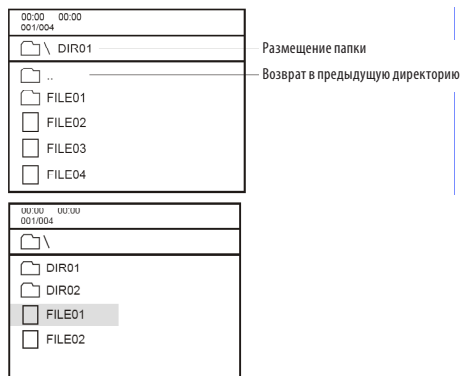 00:00 00:00
001/004
\ DIR01
Размещение папки
..
Возврат в предыдущую директорию
FILE01
FILE02
FILE03
FILE04
00:00 00:00
001/004
\
DIR01
DIR02
FILE01
FILE02